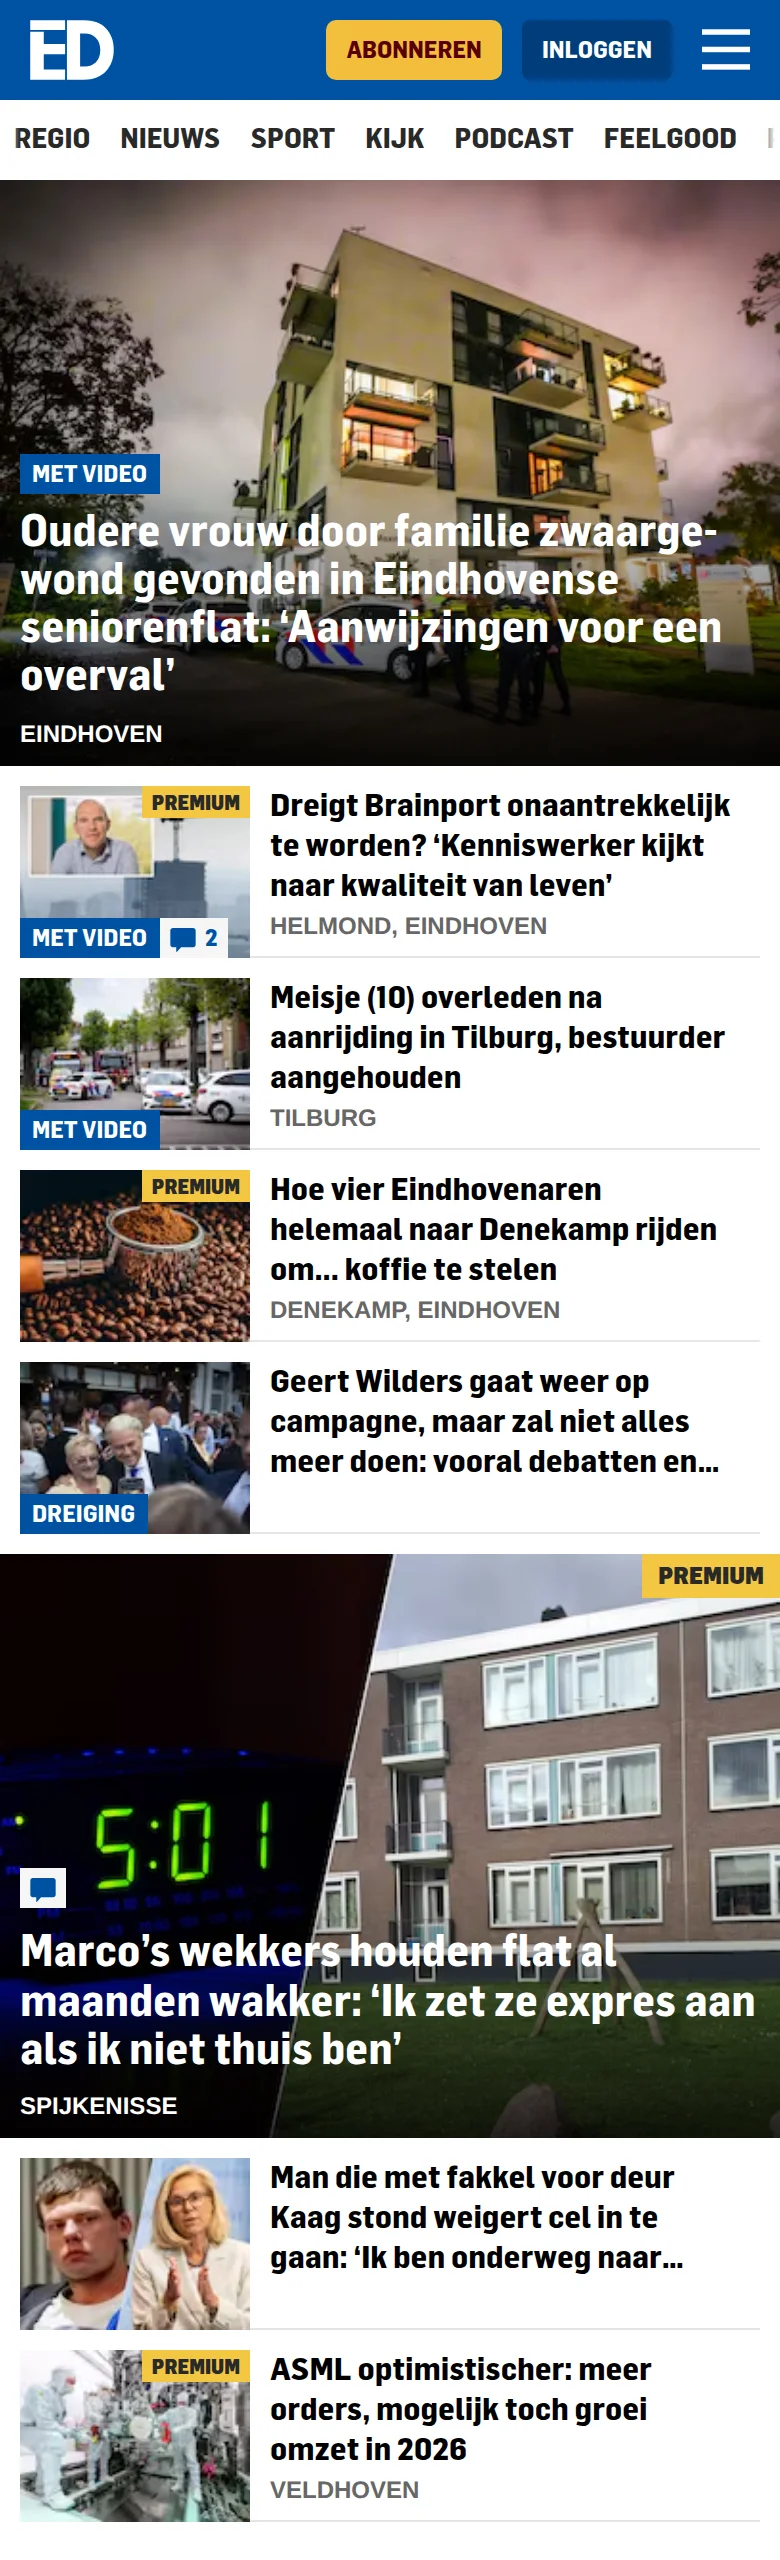 ED
ABONNEREN
INLOGGEN
REGIO NIEUWS SPORT KIJK PODCAST FEELGOOD
MET VIDEO
Oudere vrouw door familie zwaarge-
wond gevonden in Eindhovense
seniorenflat: ‘Aanwijzingen voor een
overval’
EINDHOVEN
PREMIUM
MET VIDEO 2
Dreigt Brainport onaantrekkelijk
te worden? ‘Kenniswerker kijkt
naar kwaliteit van leven’
HELMOND, EINDHOVEN
MET VIDEO
Meisje (10) overleden na
aanrijding in Tilburg, bestuurder
aangehouden
TILBURG
PREMIUM
Hoe vier Eindhovenaren
helemaal naar Denekamp rijden
om... koffie te stelen
DENEKAMP, EINDHOVEN
DREIGING
Geert Wilders gaat weer op
campagne, maar zal niet alles
meer doen: vooral debatten en...
PREMIUM
5:01
Marco’s wekkers houden flat al
maanden wakker: ‘Ik zet ze expres aan
als ik niet thuis ben’
SPIJKENISSE
Man die met fakkel voor deur
Kaag stond weigert cel in te
gaan: ‘Ik ben onderweg naar...
PREMIUM
ASML optimistischer: meer
orders, mogelijk toch groei
omzet in 2026
VELDHOVEN